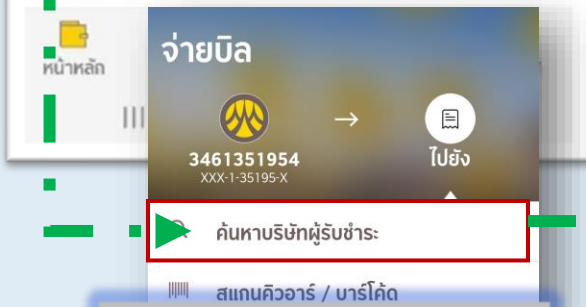 จ่ายบิล
หน้าหลัก
3461351954
XXX-1-35195-X
ไปยัง
ค้นหาบริษัทผู้รับชำระ
สแกนคิวอาร์ / บาร์โค้ด